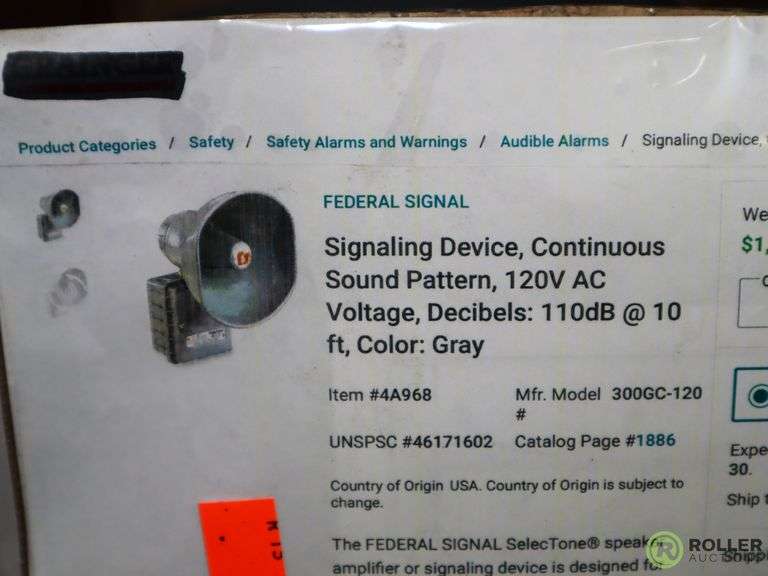 Product Categories / Safety / Safety Alarms and Warnings / Audible Alarms / Signaling Device,
FEDERAL SIGNAL
Signaling Device, Continuous
Sound Pattern, 120V AC
Voltage, Decibels: 110dB @ 10
ft, Color: Gray
Item #4A968
Mfr. Model 300GC-120
#
UNSPSC #46171602
Catalog Page #1886
Country of Origin USA. Country of Origin is subject to
change.
The FEDERAL SIGNAL SelecTone® speaker
amplifier or signaling device is designed for
We
$1,
Expe
30.
Ship t
ROLLER
AUCTIONS